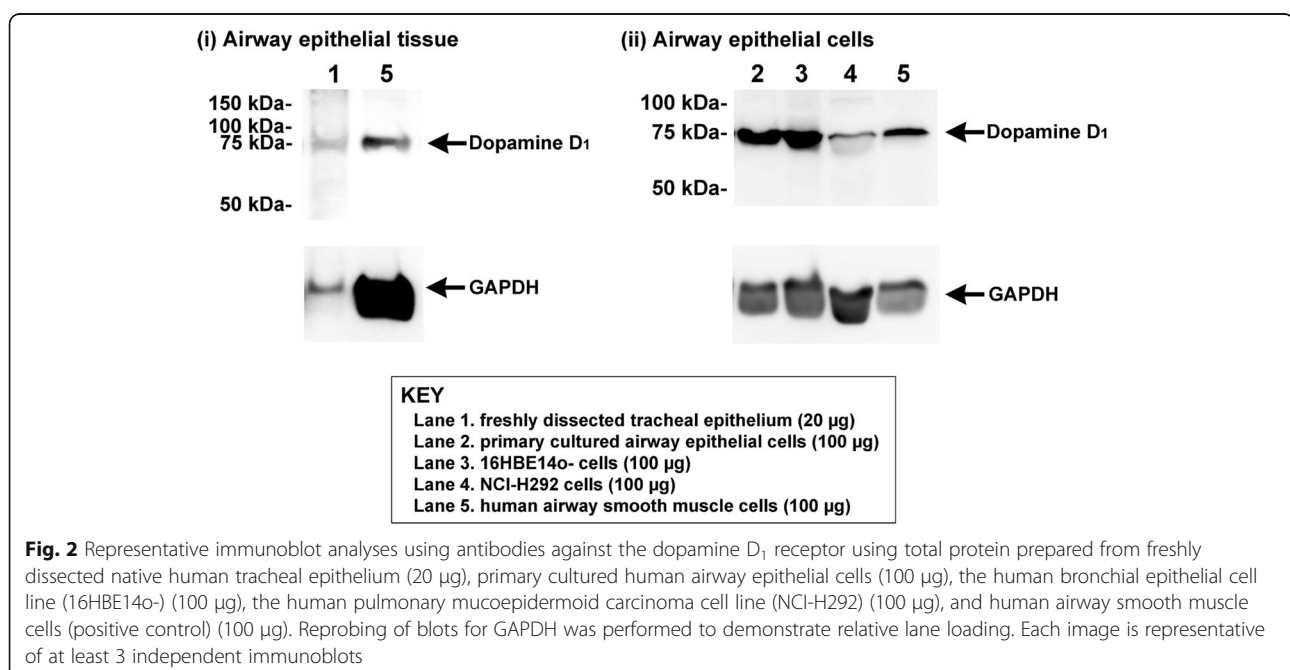 (i) Airway epithelial tissue
(ii) Airway epithelial cells
1 5
150 kDa-
100 kDa-
75 kDa-
50 kDa-
Dopamine D₁
GAPDH
2 3 4 5
100 kDa-
75 kDa-
50 kDa-
Dopamine D₁
GAPDH
KEY
Lane 1. freshly dissected tracheal epithelium (20 µg)
Lane 2. primary cultured airway epithelial cells (100 µg)
Lane 3. 16HBE14o- cells (100 µg)
Lane 4. NCI-H292 cells (100 µg)
Lane 5. human airway smooth muscle cells (100 µg)
Fig. 2 Representative immunoblot analyses using antibodies against the dopamine D₁ receptor using total protein prepared from freshly
dissected native human tracheal epithelium (20 µg), primary cultured human airway epithelial cells (100 µg), the human bronchial epithelial cell
line (16HBE14o-) (100 µg), the human pulmonary mucoepidermoid carcinoma cell line (NCI-H292) (100 µg), and human airway smooth muscle
cells (positive control) (100 µg). Reprobing of blots for GAPDH was performed to demonstrate relative lane loading. Each image is representative
of at least 3 independent immunoblots